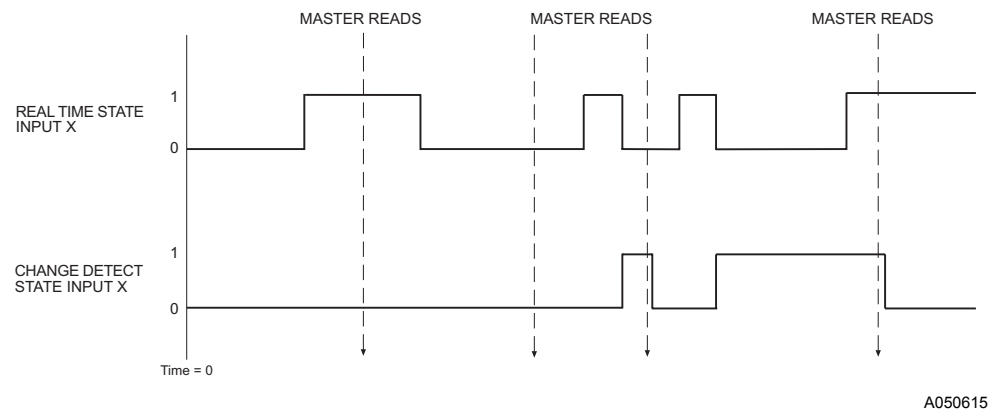 MASTER READS MASTER READS MASTER READS
1
REAL TIME STATE
INPUT X
0
1
CHANGE DETECT
STATE INPUT X
0
Time = 0
A050615